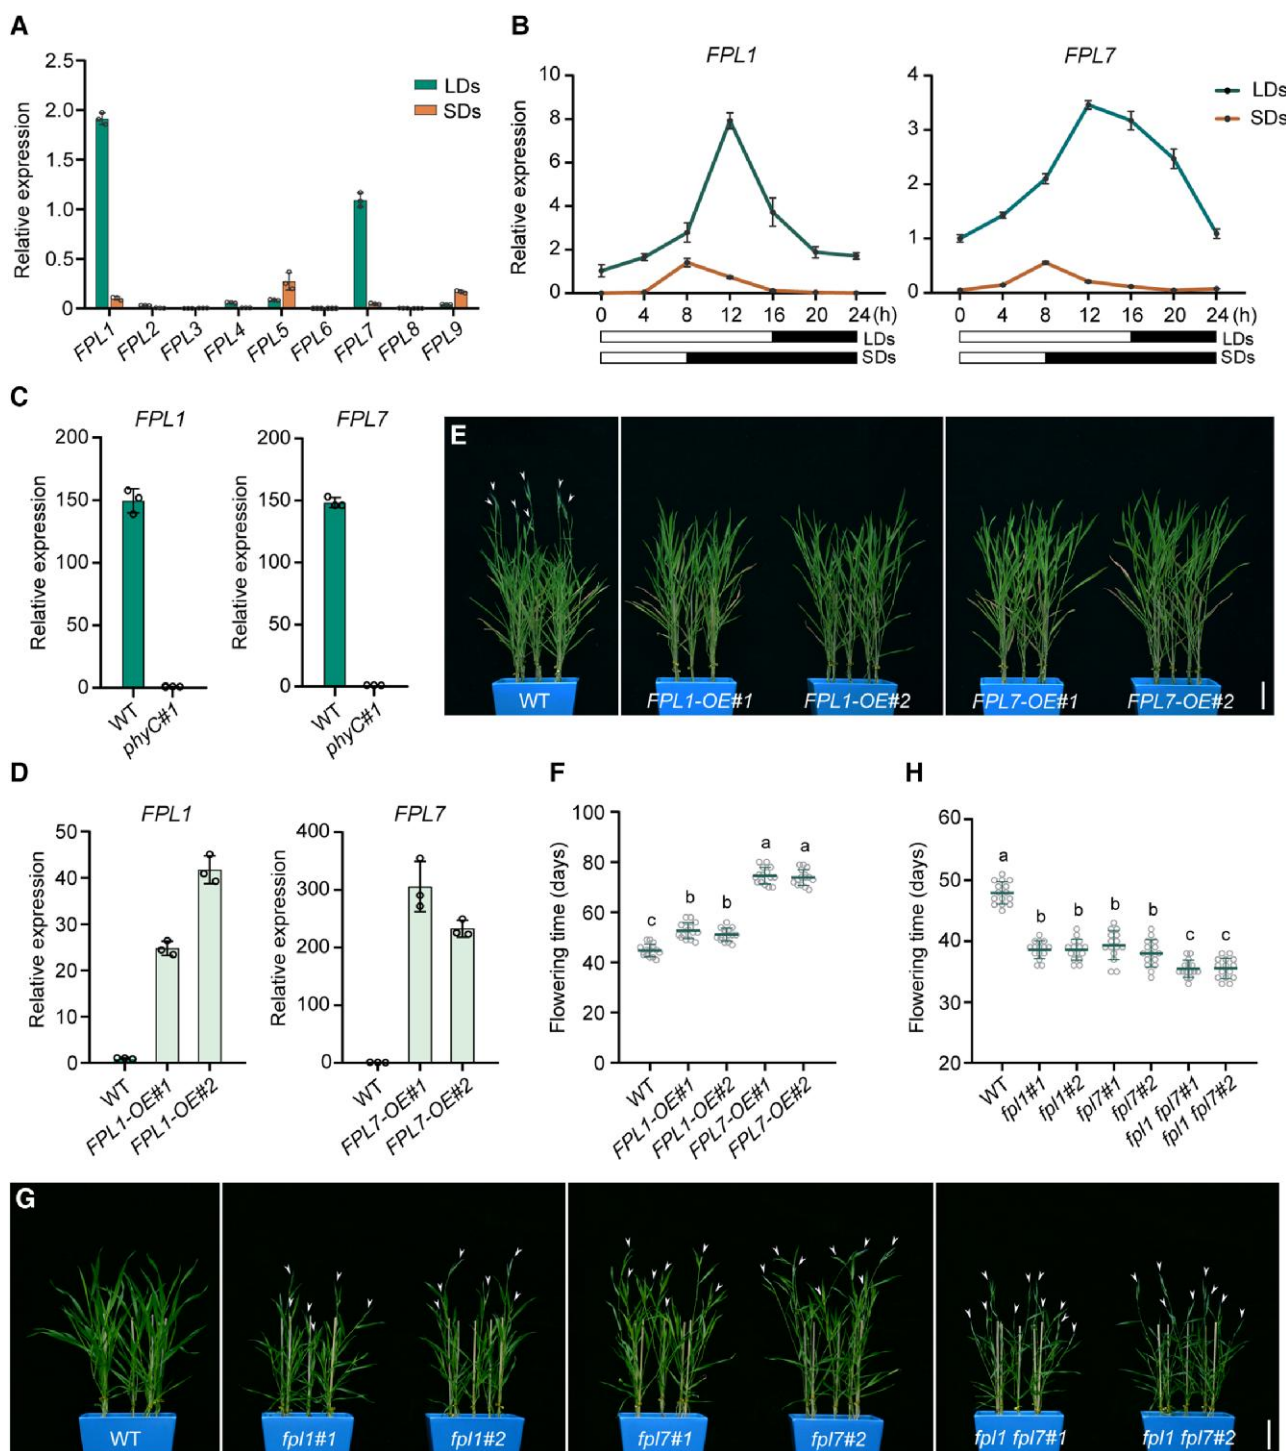 A
2.5
2.0
1.5
1.0
0.5
0
Relative expression
LDs
SDs
FPL1
FPL2
FPL3
FPL4
FPL5
FPL6
FPL7
FPL8
FPL9
B
FPL1
10
8
6
4
2
0
Relative expression
0 4 8 12 16 20 24 (h)
LDs
SDs
FPL7
4
3
2
1
0
LDs
SDs
0 4 8 12 16 20 24 (h)
LDs
SDs
C
FPL1
200
150
100
50
0
Relative expression
WT
phyC#1
FPL7
200
150
100
50
0
Relative expression
WT
phyC#1
E
WT
FPL1-OE#1
FPL1-OE#2
FPL7-OE#1
FPL7-OE#2
D
FPL1
50
40
30
20
10
0
Relative expression
WT
FPL1-OE#1
FPL1-OE#2
FPL7
400
300
200
100
0
Relative expression
WT
FPL7-OE#1
FPL7-OE#2
F
100
80
60
40
20
0
Flowering time (days)
c
b
b
a
a
WT
FPL1-OE#1
FPL1-OE#2
FPL7-OE#1
FPL7-OE#2
H
60
50
40
30
20
Flowering time (days)
a
b
b
b
b
c
c
WT
fpl1#1
fpl1#2
fpl7#1
fpl7#2
fpl1 fpl7#1
fpl1 fpl7#2
G
WT
fpl1#1
fpl1#2
fpl7#1
fpl7#2
fpl1 fpl7#1
fpl1 fpl7#2